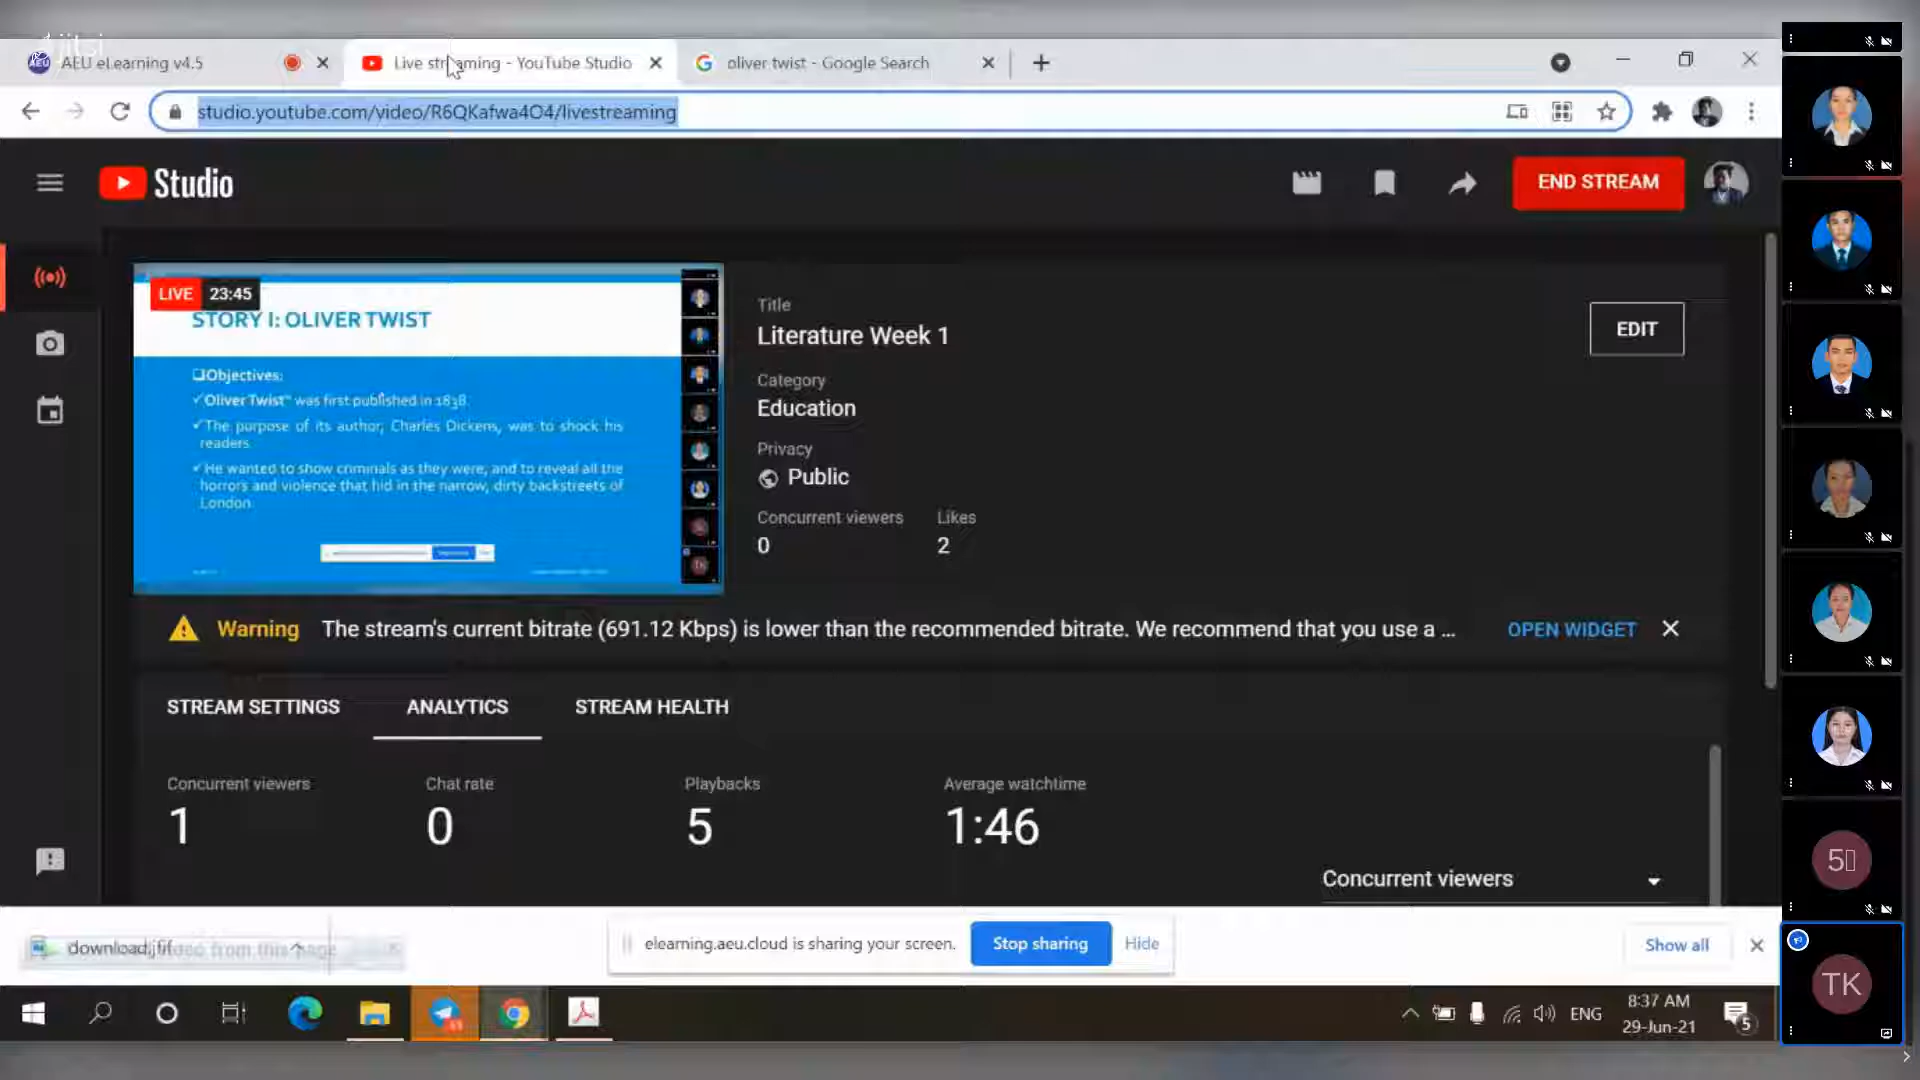 jitsi
AEU eLearning v4.5
Live streaming - YouTube Studio
oliver twist - Google Search
studio.youtube.com/video/R6QKafwa4O4/livestreaming
Studio
END STREAM
LIVE 23:45
STORY I: OLIVER TWIST
❑Objectives:
✓Oliver Twist" was first published in 1838.
✓The purpose of its author, Charles Dickens, was to shock his
readers.
✓He wanted to show criminals as they were, and to reveal all the
horrors and violence that hid in the narrow, dirty backstreets of
London.
Title
Literature Week 1
EDIT
Category
Education
Privacy
Public
Concurrent viewers Likes
0 2
Warning The stream's current bitrate (691.12 Kbps) is lower than the recommended bitrate. We recommend that you use a ... OPEN WIDGET
STREAM SETTINGS ANALYTICS STREAM HEALTH
Concurrent viewers Chat rate Playbacks Average watchtime
1 0 5 1:46
Concurrent viewers
download.jfif
elearning.aeu.cloud is sharing your screen. Stop sharing Hide
Show all
ENG
8:37 AM
29-Jun-21
5
TK